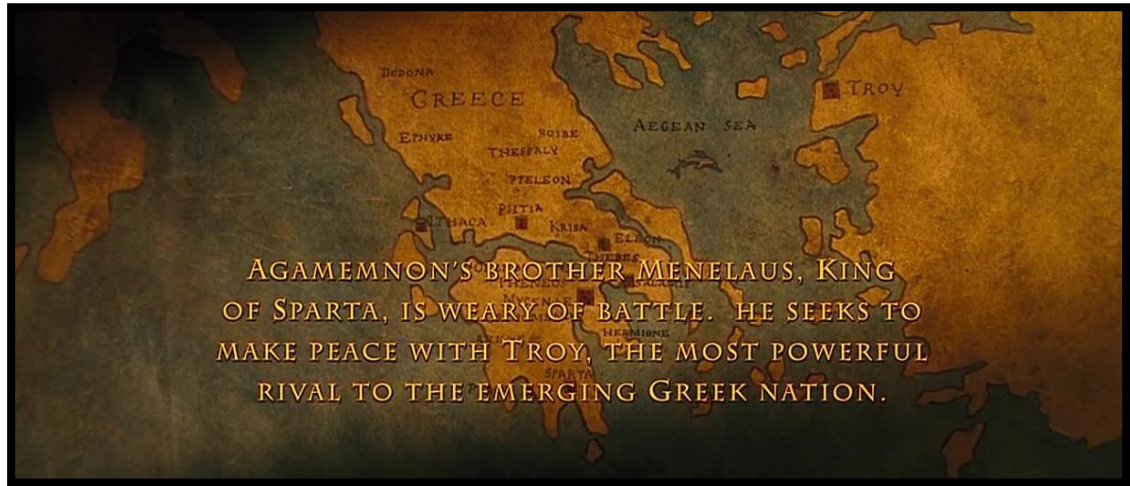 Dodona
GREECE
Troy
Aegean Sea
Ephyre
Boibe
Thessaly
Pteleon
Phtia
Ithaca
Krisa
Thebes
Agamemnon's brother Menelaus, King
of Sparta, is weary of battle. He seeks to
make peace with Troy, the most powerful
rival to the emerging Greek nation.
Hermione
Sparta